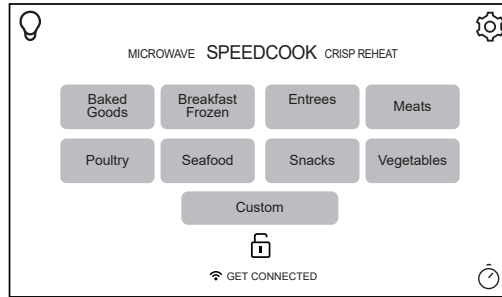 MICROWAVE SPEEDCOOK CRISP REHEAT
Baked
Goods
Breakfast
Frozen
Entrees
Meats
Poultry
Seafood
Snacks
Vegetables
Custom
GET CONNECTED